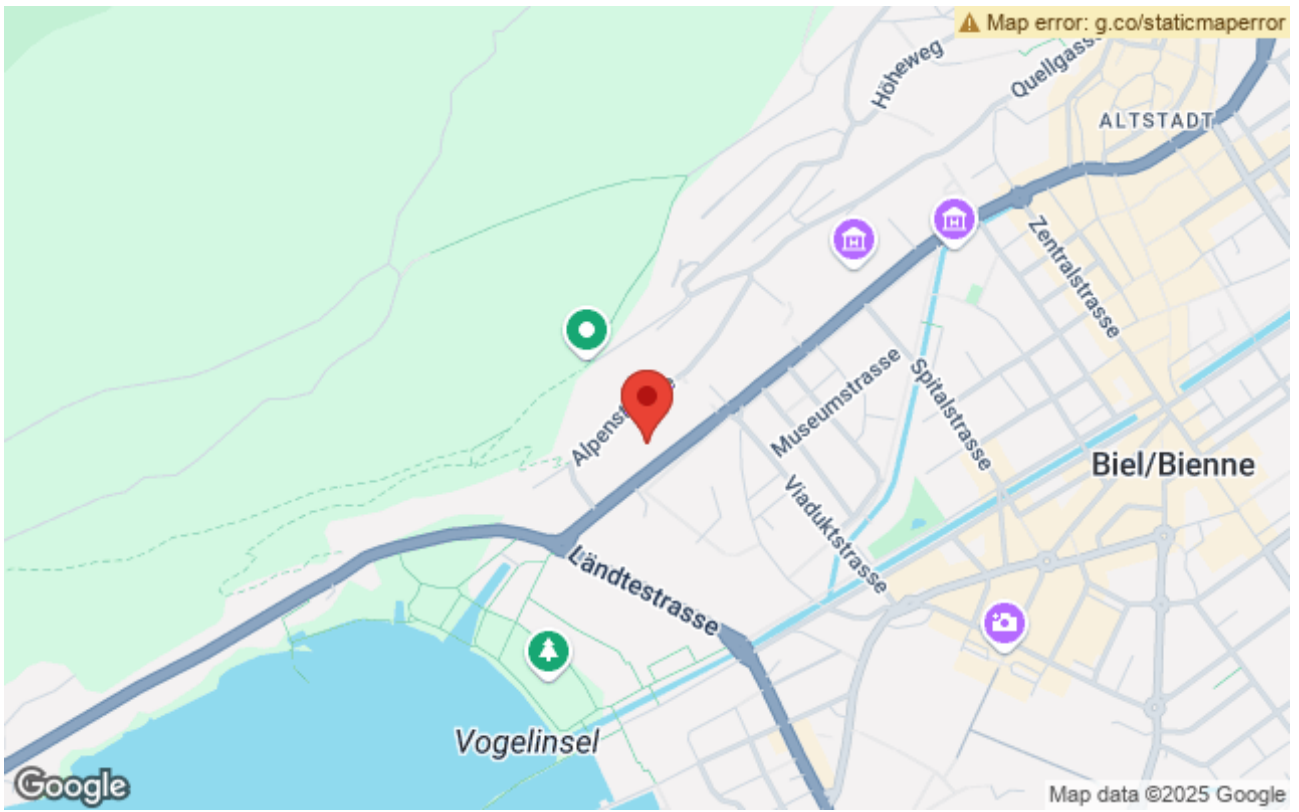 Map error: g.co/staticmaperror
Höheweg
Quellgasse
ALTSTADT
Zentralstrasse
Museumstrasse
Spitalstrasse
Biel/Bienne
Viaduktstrasse
Ländtestrasse
Vogelinsel
Google
Map data ©2025 Google